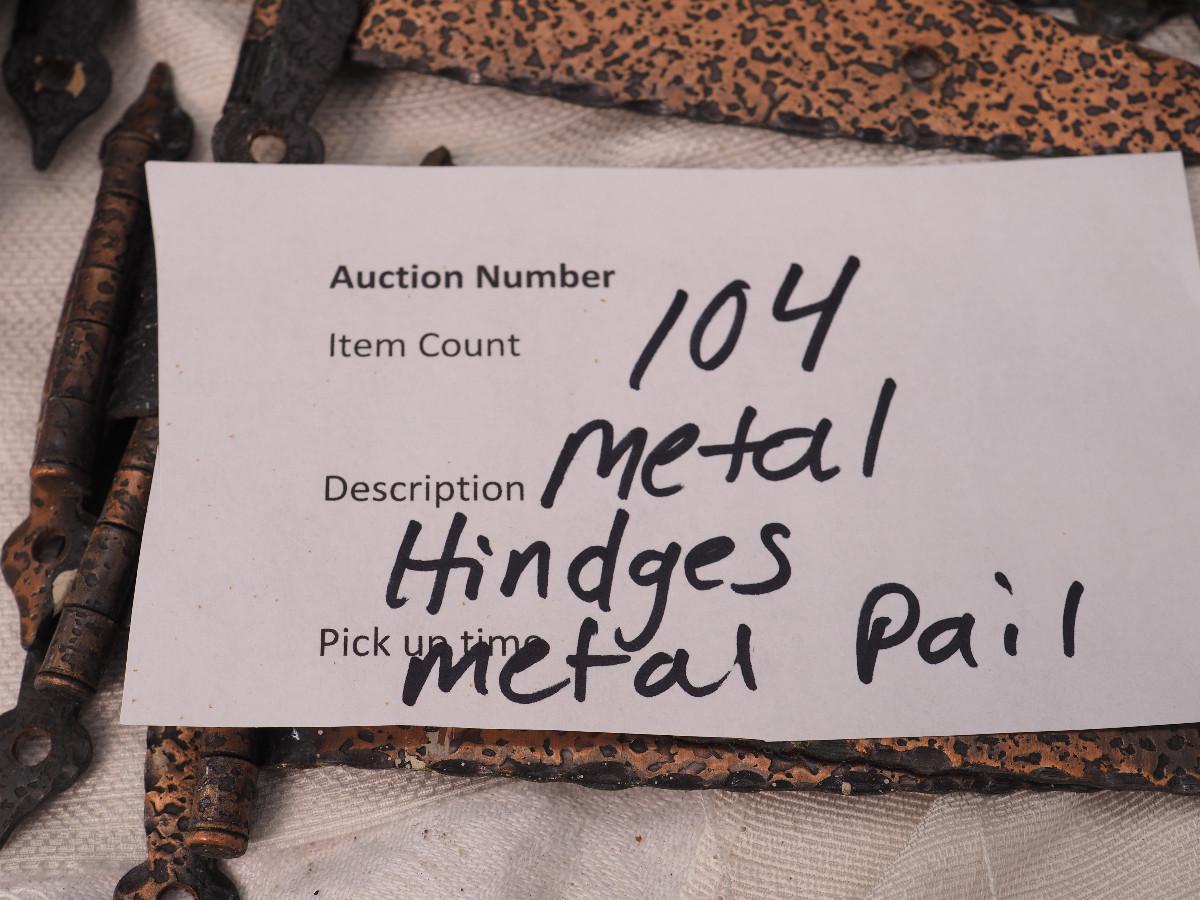 Auction Number 104
Item Count
Description Metal
Hindges
Pick up time
metal Pail